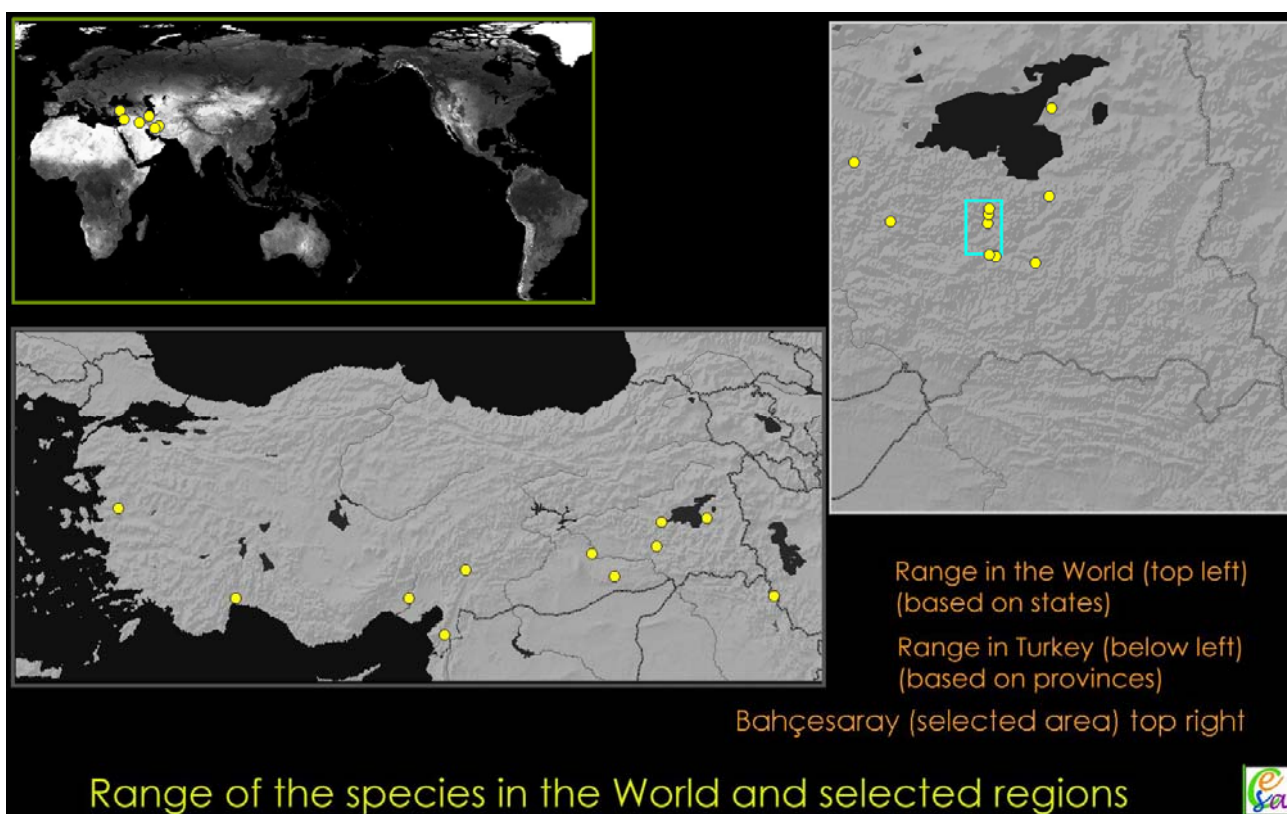 Range in the World (top left)
(based on states)
Range in Turkey (below left)
(based on provinces)
Bahçesaray (selected area) top right
Range of the species in the World and selected regions